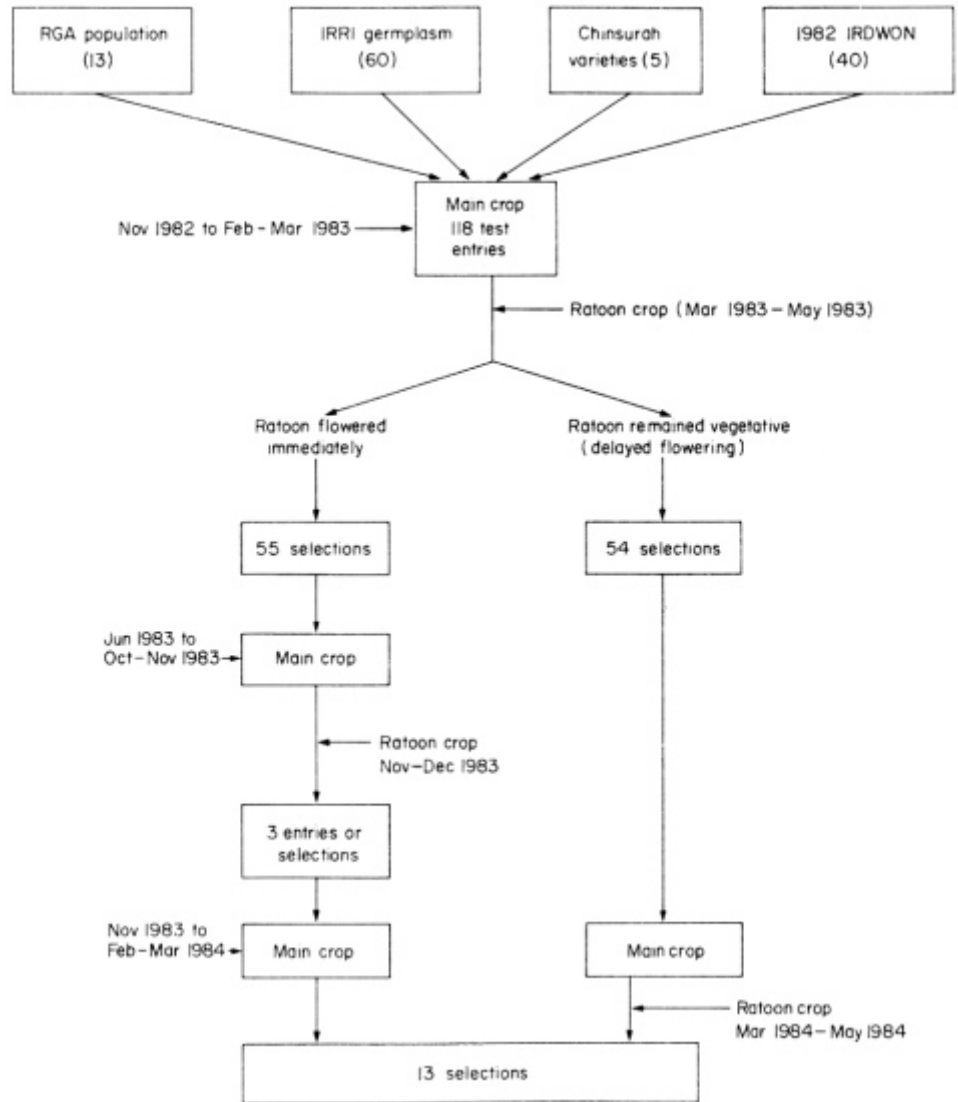 RGA population
(13)
IRRI germplasm
(60)
Chinsurah
varieties (5)
1982 IRDWON
(40)
Main crop
118 test
entries
Nov 1982 to Feb-Mar 1983
Ratoon crop (Mar 1983-May 1983)
Ratoon flowered
immediately
Ratoon remained vegetative
(delayed flowering)
55 selections
54 selections
Jun 1983 to
Oct-Nov 1983
Main crop
Ratoon crop
Nov-Dec 1983
3 entries or
selections
Nov 1983 to
Feb-Mar 1984
Main crop
Main crop
Ratoon crop
Mar 1984-May 1984
13 selections